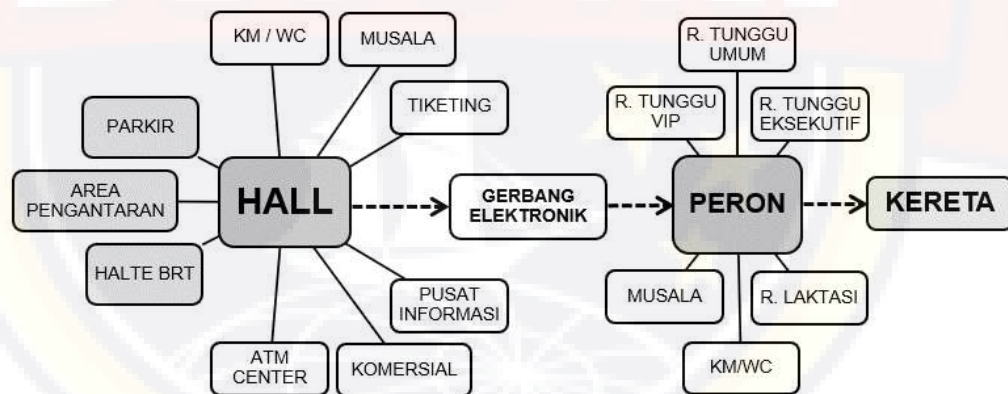 KM / WC
MUSALA
TIKETING
PARKIR
AREA
PENGANTARAN
HALTE BRT
HALL
ATM
CENTER
KOMERSIAL
PUSAT
INFORMASI
GERBANG
ELEKTRONIK
R. TUNGGU
UMUM
R. TUNGGU
VIP
R. TUNGGU
EKSEKUTIF
PERON
MUSALA
KM/WC
R. LAKTASI
KERETA